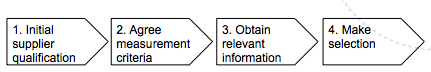 1. Initial
supplier
qualification
2. Agree
measurement
criteria
3. Obtain
relevant
information
4. Make
selection